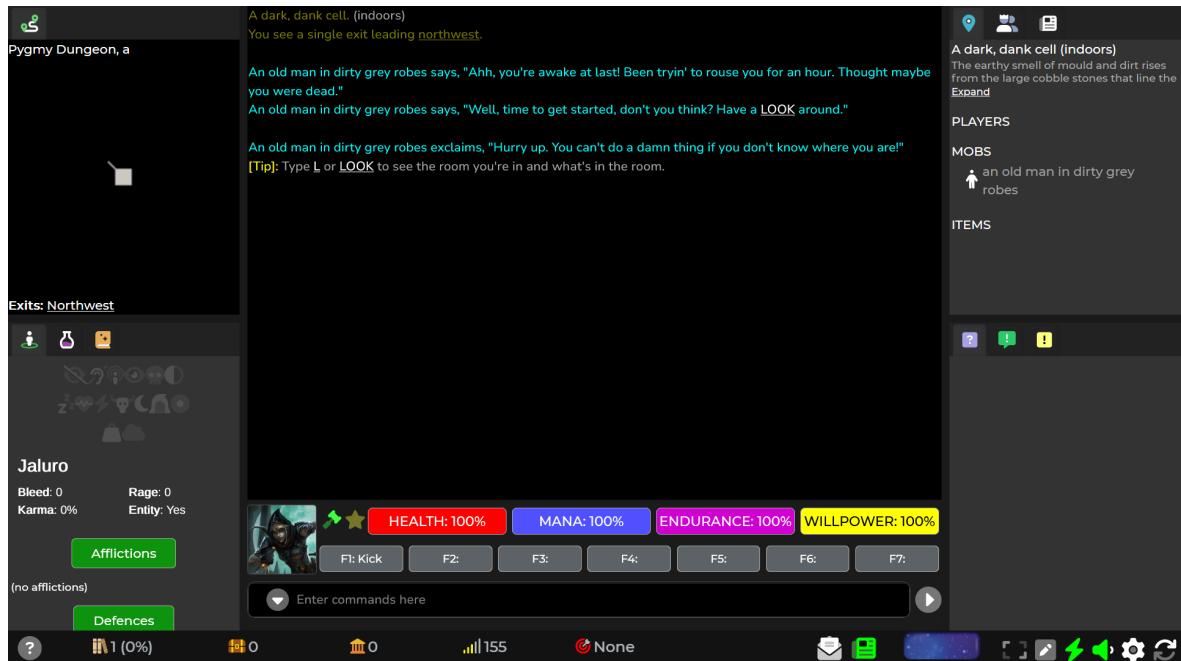 Pygmy Dungeon, a
Exits: Northwest
A dark, dank cell. (indoors)
You see a single exit leading northwest.
An old man in dirty grey robes says, "Ahh, you're awake at last! Been tryin' to rouse you for an hour. Thought maybe
you were dead."
An old man in dirty grey robes says, "Well, time to get started, don't you think? Have a LOOK around."
An old man in dirty grey robes exclaims, "Hurry up. You can't do a damn thing if you don't know where you are!"
[Tip]: Type L or LOOK to see the room you're in and what's in the room.
A dark, dank cell (indoors)
The earthy smell of mould and dirt rises
from the large cobble stones that line the
Expand
PLAYERS
MOBS
an old man in dirty grey
robes
ITEMS
Jaluro
Bleed: 0 Rage: 0
Karma: 0% Entity: Yes
Afflictions
(no afflictions)
Defences
HEALTH: 100% MANA: 100% ENDURANCE: 100% WILLPOWER: 100%
F1: Kick F2: F3: F4: F5: F6: F7:
Enter commands here
? 1 (0%) 0 0 155 None